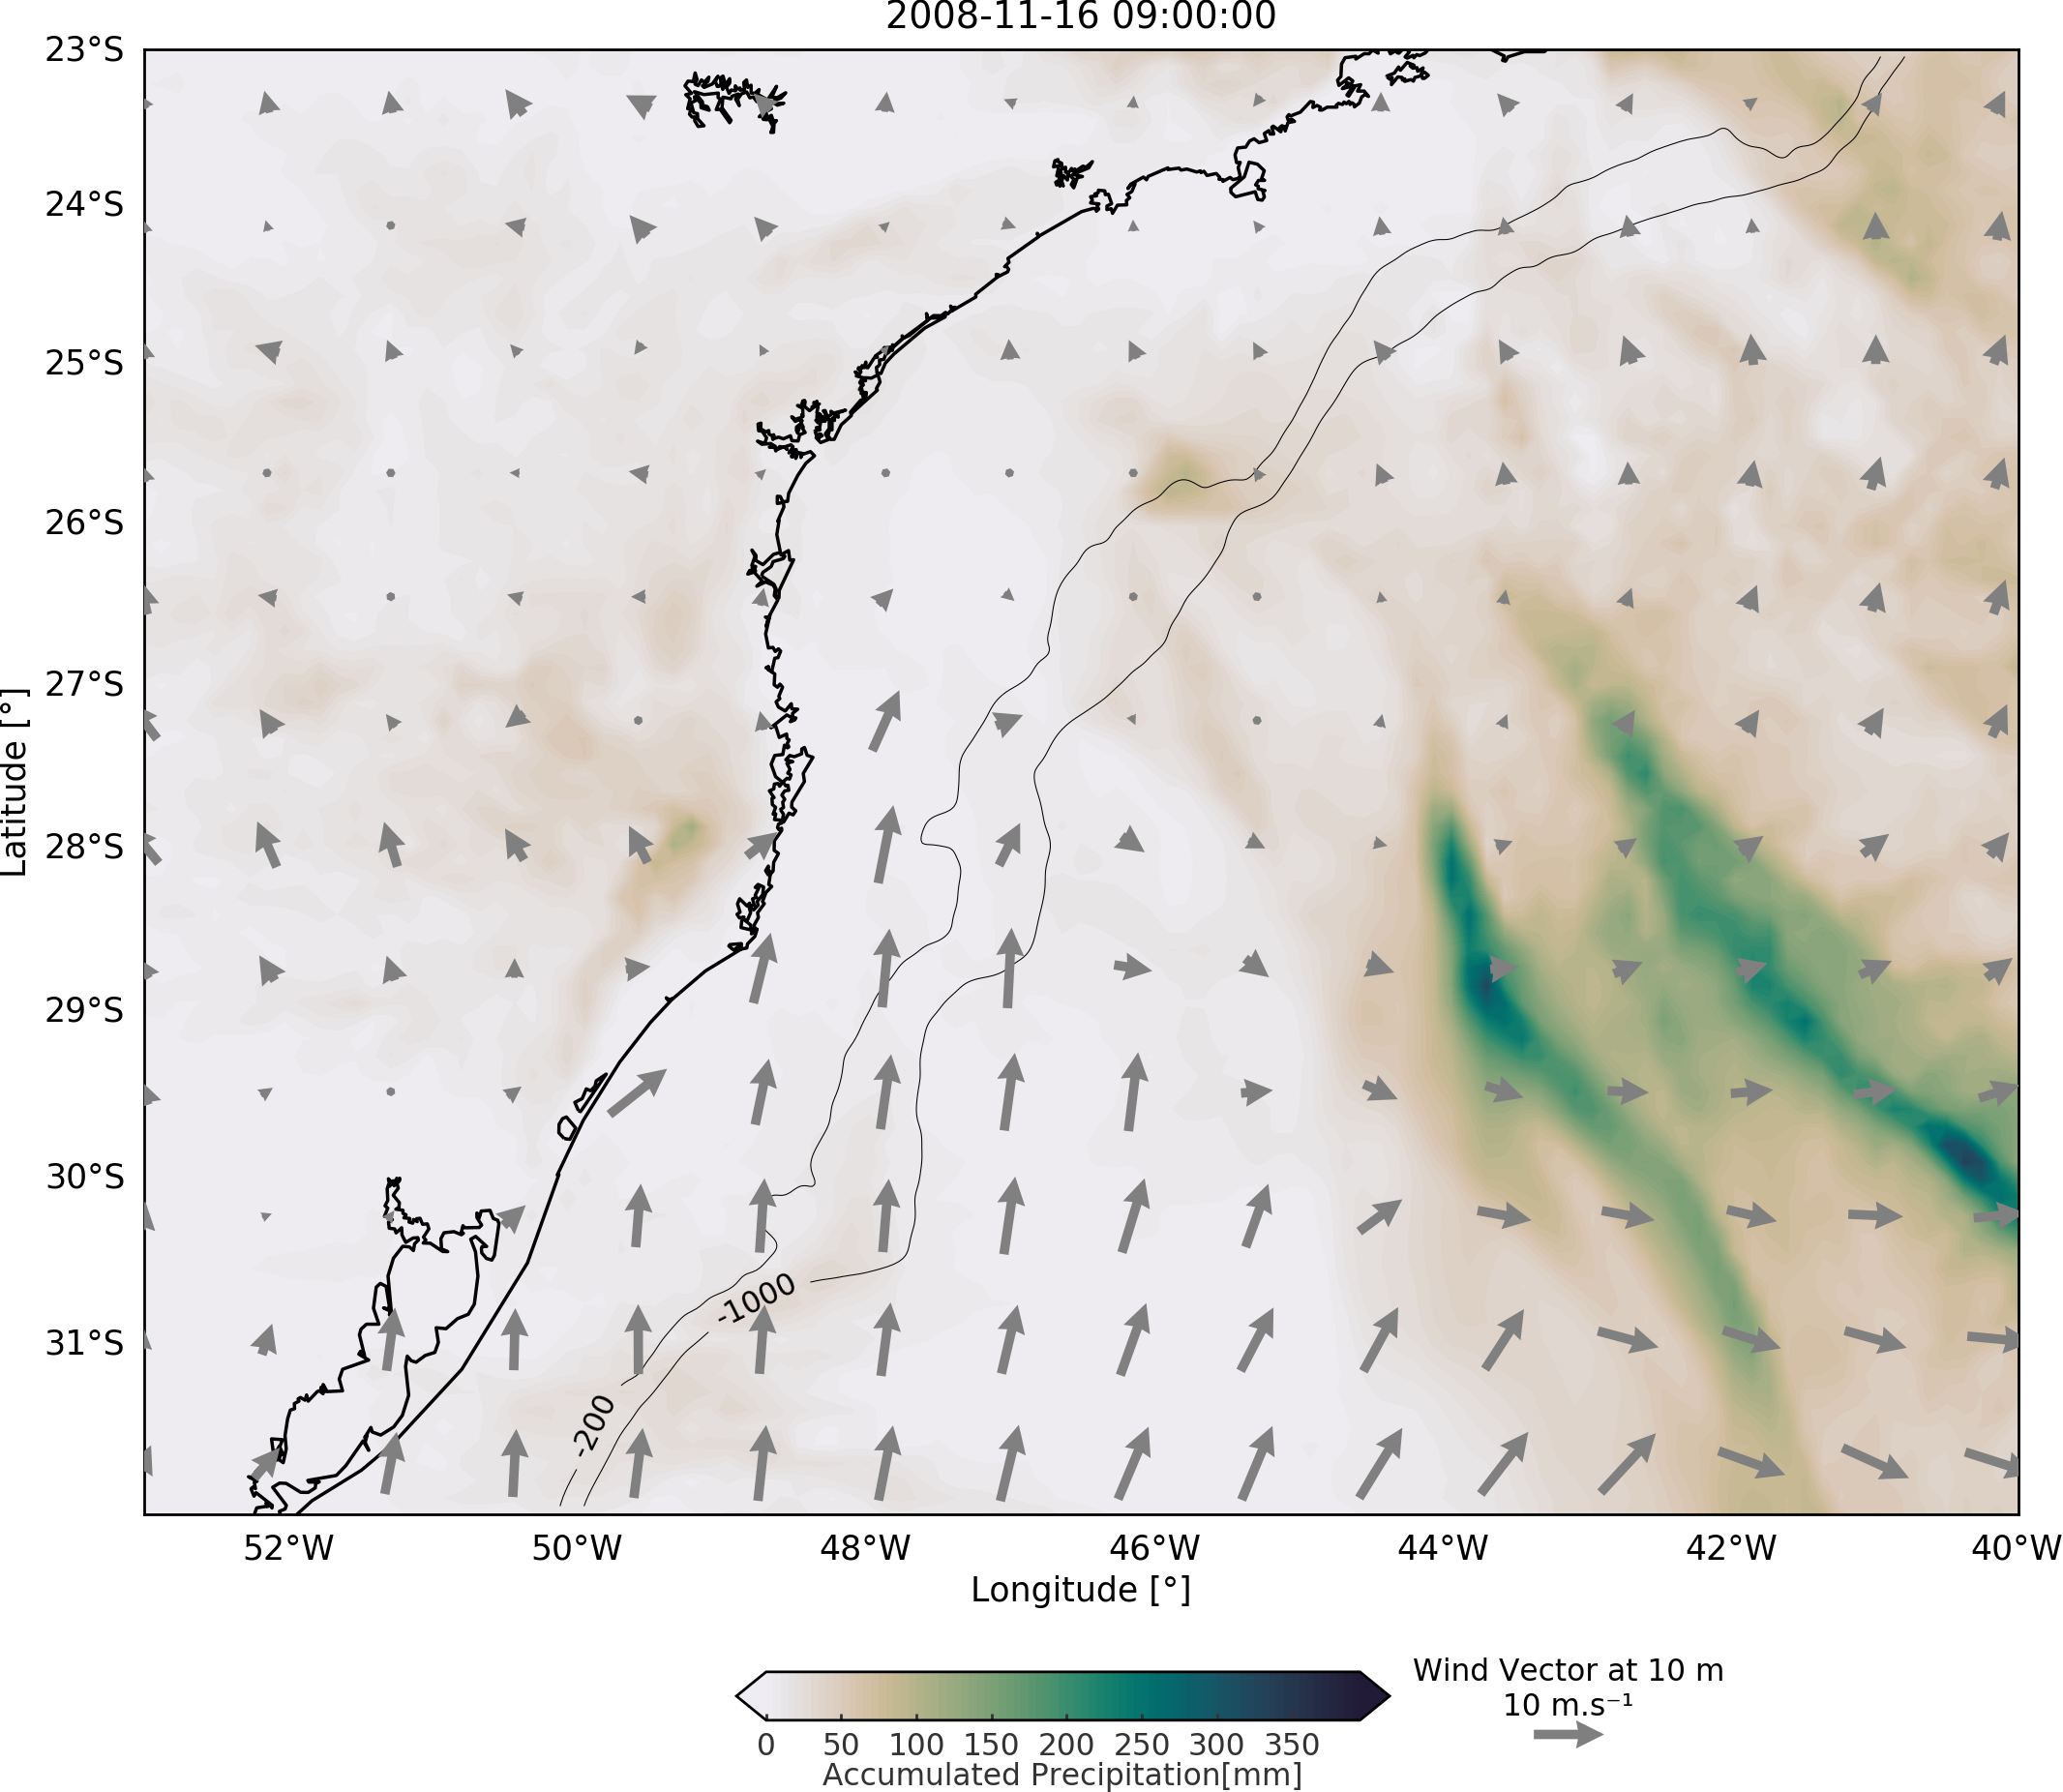 2008-11-16 09:00:00
23°S
24°S
25°S
26°S
27°S
28°S
29°S
30°S
31°S
Latitude [°]
-1000
-200
52°W 50°W 48°W 46°W 44°W 42°W 40°W
Longitude [°]
Wind Vector at 10 m
10 m.s⁻¹
0 50 100 150 200 250 300 350
Accumulated Precipitation[mm]